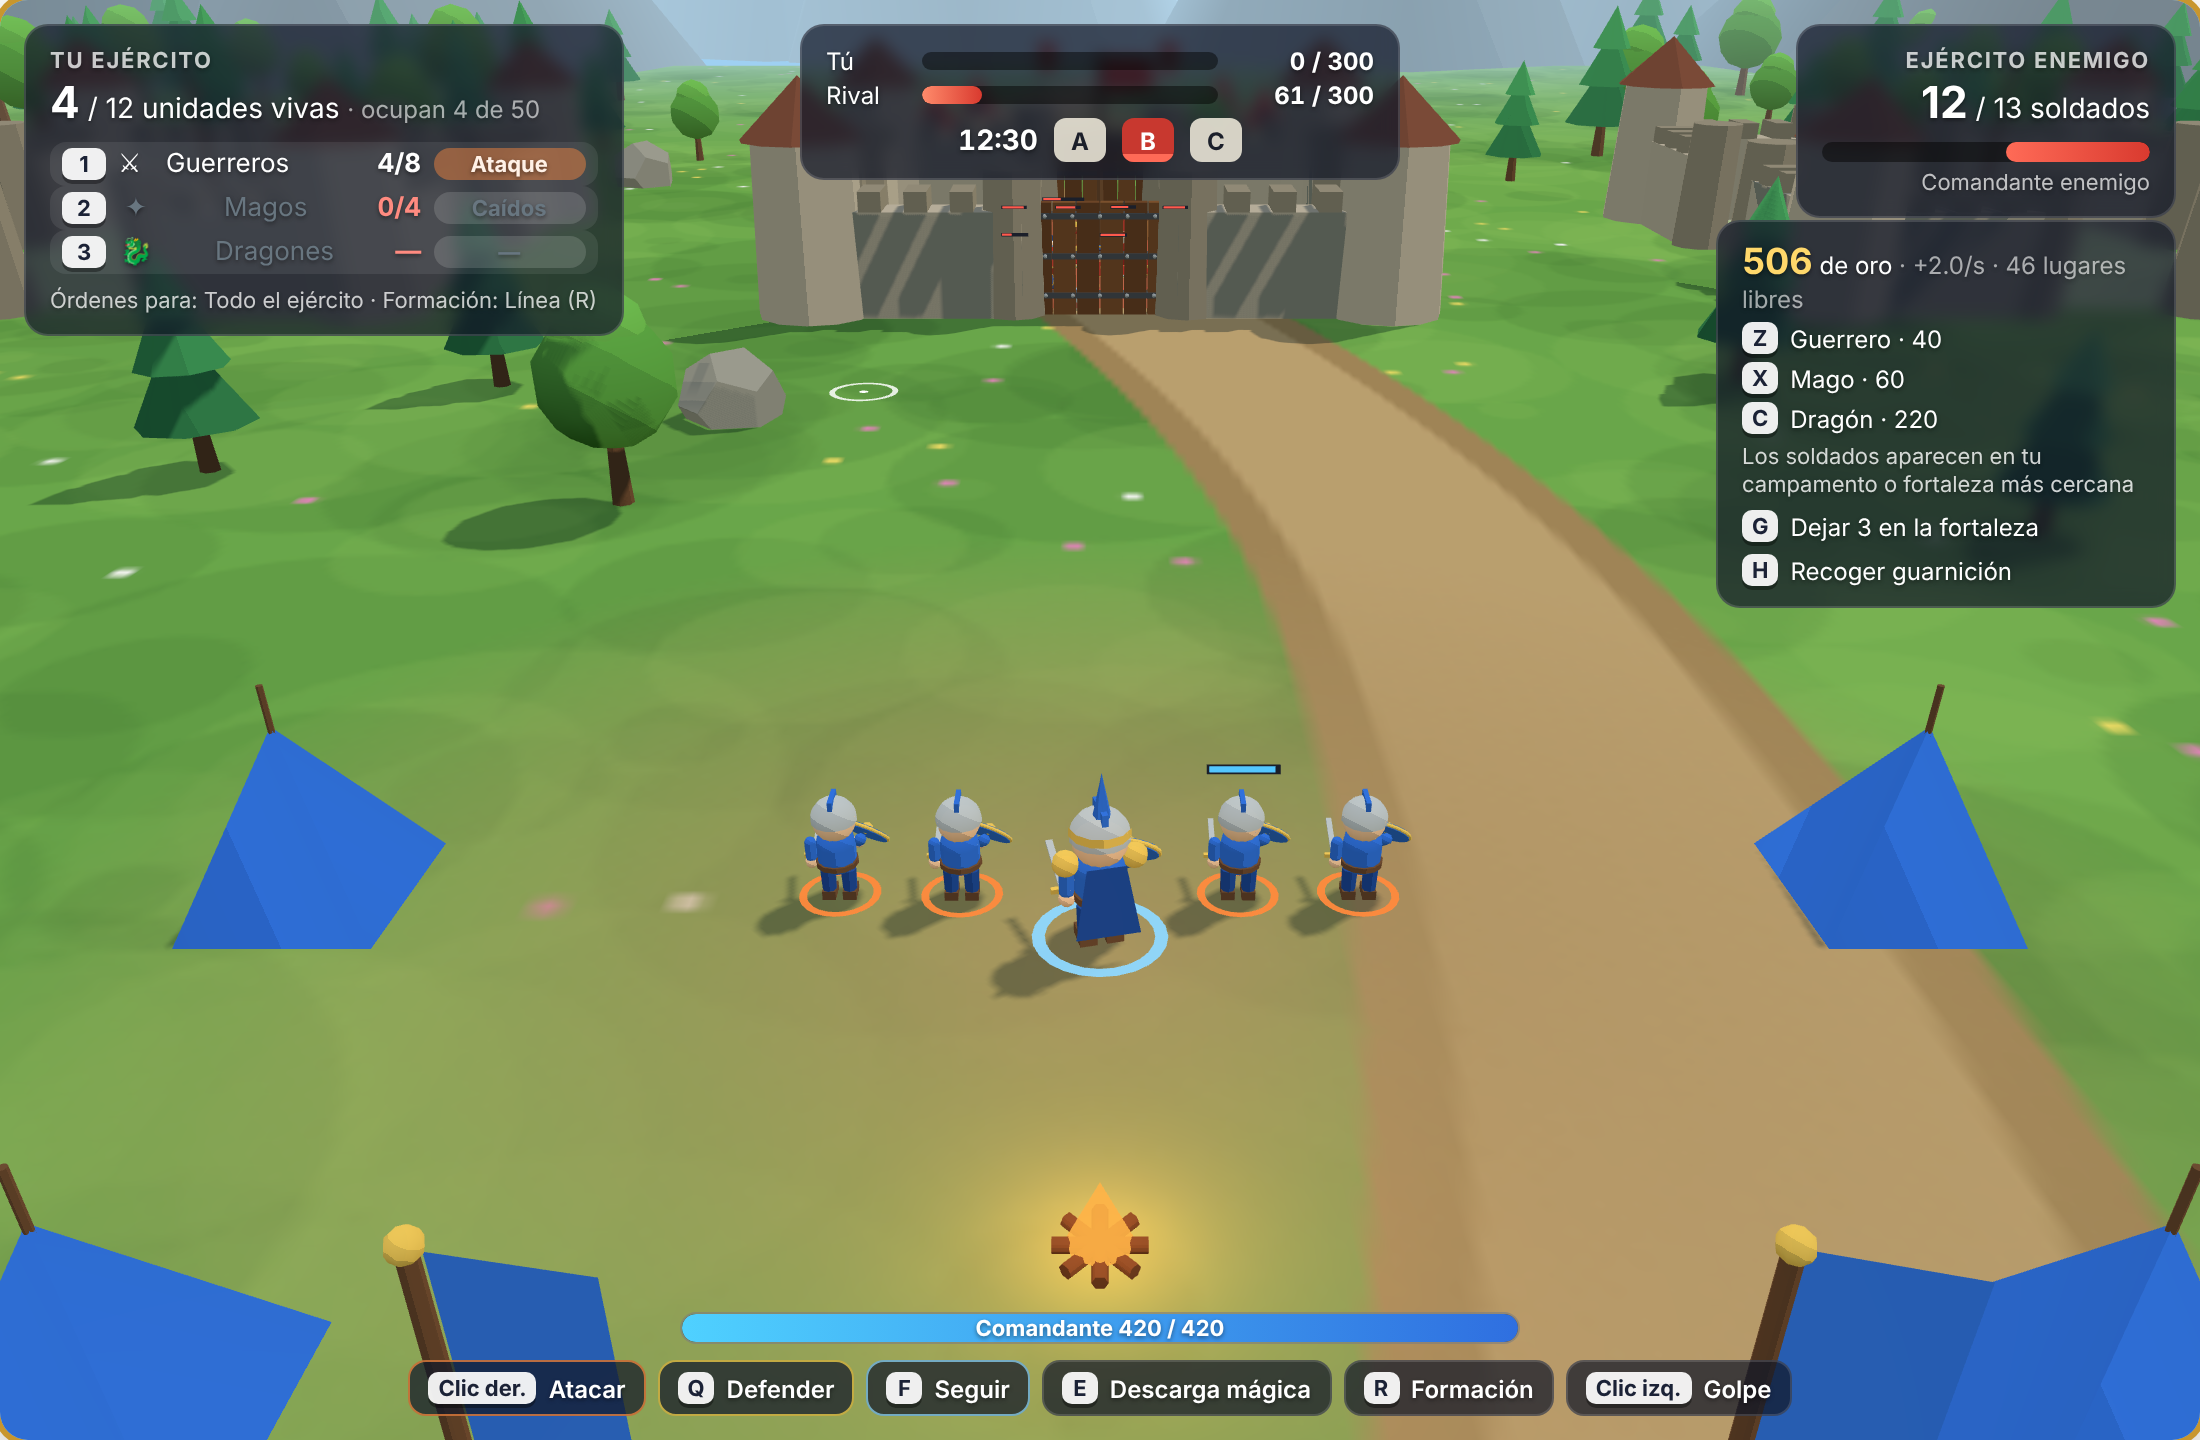 TU EJÉRCITO
4 / 12 unidades vivas · ocupan 4 de 50
1 Guerreros 4/8 Ataque
2 Magos 0/4 Caídos
3 Dragones — —
Órdenes para: Todo el ejército · Formación: Línea (R)
Tú 0 / 300
Rival 61 / 300
12:30 A B C
EJÉRCITO ENEMIGO
12 / 13 soldados
Comandante enemigo
506 de oro · +2.0/s · 46 lugares
libres
Z Guerrero · 40
X Mago · 60
C Dragón · 220
Los soldados aparecen en tu
campamento o fortaleza más cercana
G Dejar 3 en la fortaleza
H Recoger guarnición
Comandante 420 / 420
Clic der. Atacar Q Defender F Seguir E Descarga mágica R Formación Clic izq. Golpe